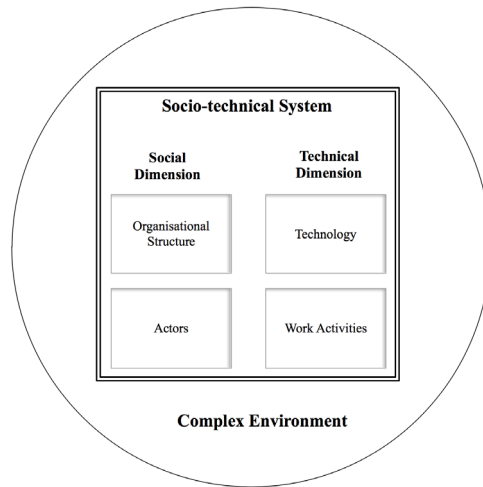 Socio-technical System
Social
Dimension
Technical
Dimension
Organisational
Structure
Technology
Actors
Work Activities
Complex Environment